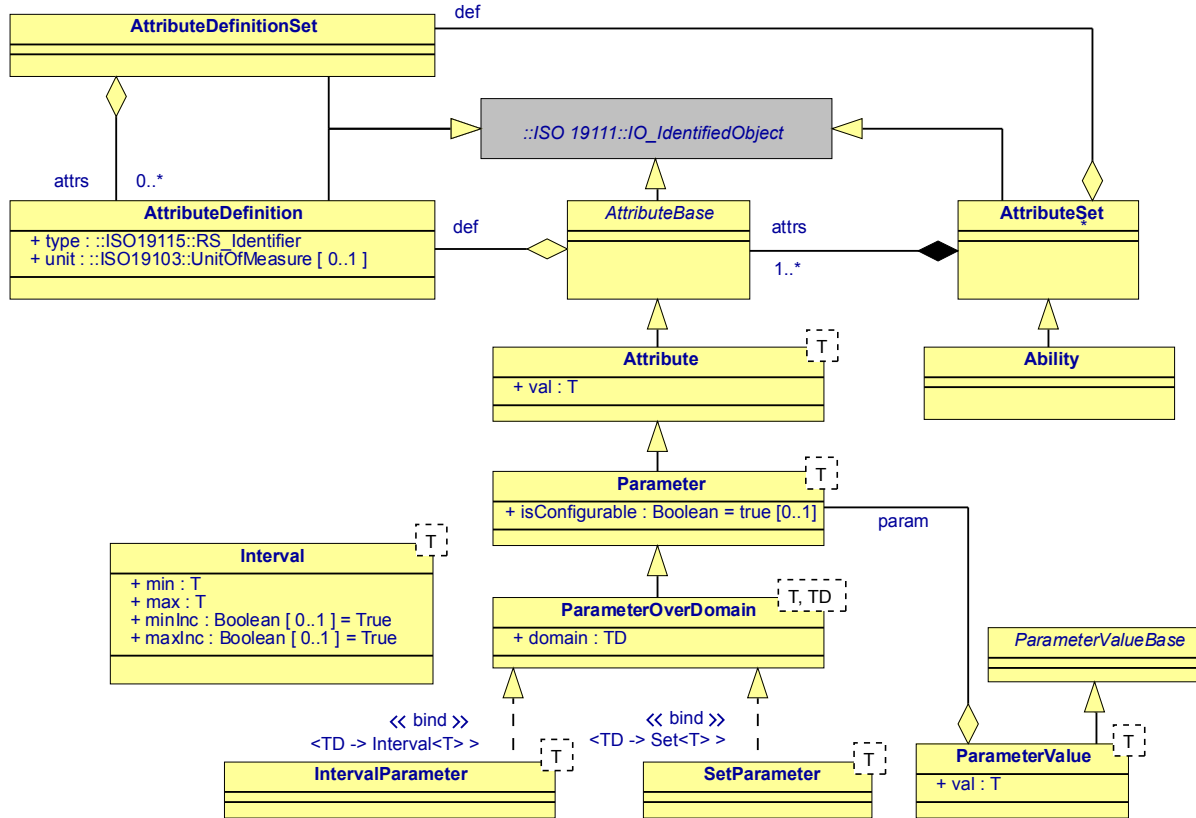 AttributeDefinitionSet
def
::ISO 19111::IO_IdentifiedObject
attrs 0..*
AttributeDefinition
+ type : ::ISO19115::RS_Identifier
+ unit : ::ISO19103::UnitOfMeasure [ 0..1 ]
def
AttributeBase
attrs
1..*
AttributeSet
*
Attribute
T
+ val : T
Ability
Parameter
T
+ isConfigurable : Boolean = true [0..1]
param
Interval
T
+ min : T
+ max : T
+ minInc : Boolean [ 0..1 ] = True
+ maxInc : Boolean [ 0..1 ] = True
ParameterOverDomain
T, TD
+ domain : TD
ParameterValueBase
<< bind >>
<TD -> Interval<T> >
<< bind >>
<TD -> Set<T> >
IntervalParameter
T
SetParameter
T
ParameterValue
T
+ val : T